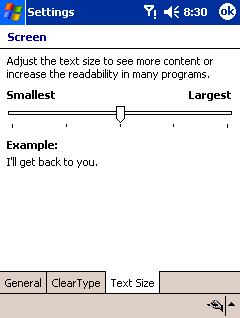 Settings 8:30 ok
Screen
Adjust the text size to see more content or
increase the readability in many programs.
Smallest Largest
Example:
I'll get back to you.
General ClearType Text Size